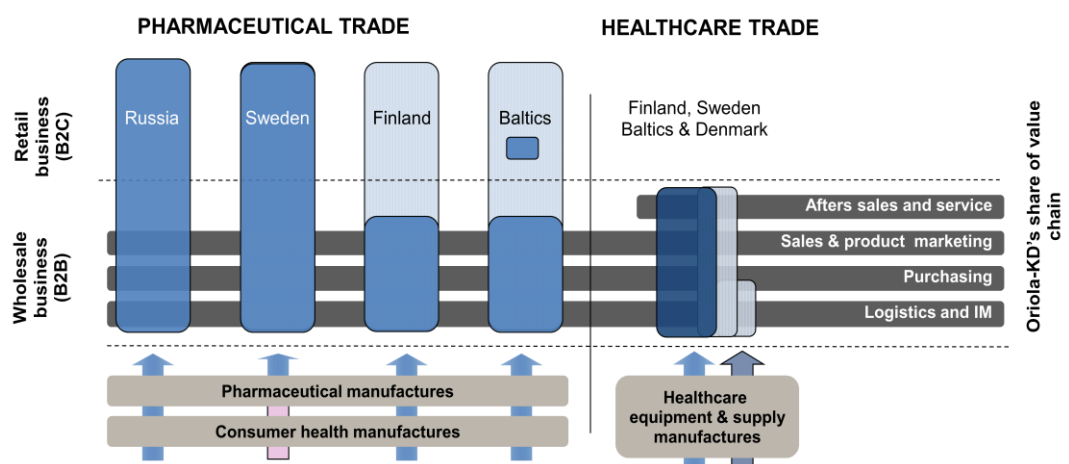 PHARMACEUTICAL TRADE
HEALTHCARE TRADE
Retail
business
(B2C)
Russia
Sweden
Finland
Baltics
Finland, Sweden
Baltics & Denmark
Wholesale
business
(B2B)
Afters sales and service
Sales & product marketing
Purchasing
Logistics and IM
Oriola-KD's share of value
chain
Pharmaceutical manufactures
Consumer health manufactures
Healthcare
equipment & supply
manufactures